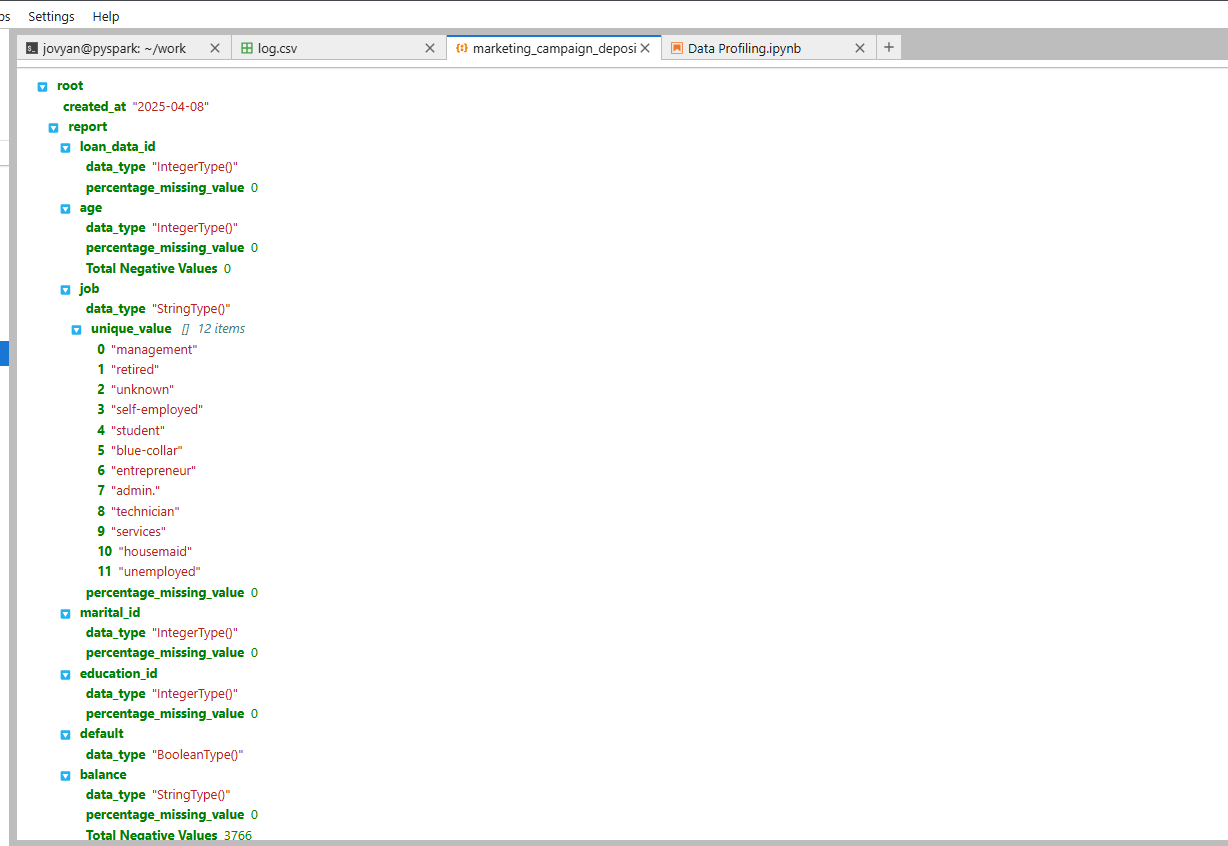 os Settings Help
jovyan@pyspark: ~/work log.csv marketing_campaign_deposi Data Profiling.ipynb
root
created_at "2025-04-08"
report
loan_data_id
data_type "IntegerType()"
percentage_missing_value 0
age
data_type "IntegerType()"
percentage_missing_value 0
Total Negative Values 0
job
data_type "StringType()"
unique_value [] 12 items
0 "management"
1 "retired"
2 "unknown"
3 "self-employed"
4 "student"
5 "blue-collar"
6 "entrepreneur"
7 "admin."
8 "technician"
9 "services"
10 "housemaid"
11 "unemployed"
percentage_missing_value 0
marital_id
data_type "IntegerType()"
percentage_missing_value 0
education_id
data_type "IntegerType()"
percentage_missing_value 0
default
data_type "BooleanType()"
balance
data_type "StringType()"
percentage_missing_value 0
Total Negative Values 3766